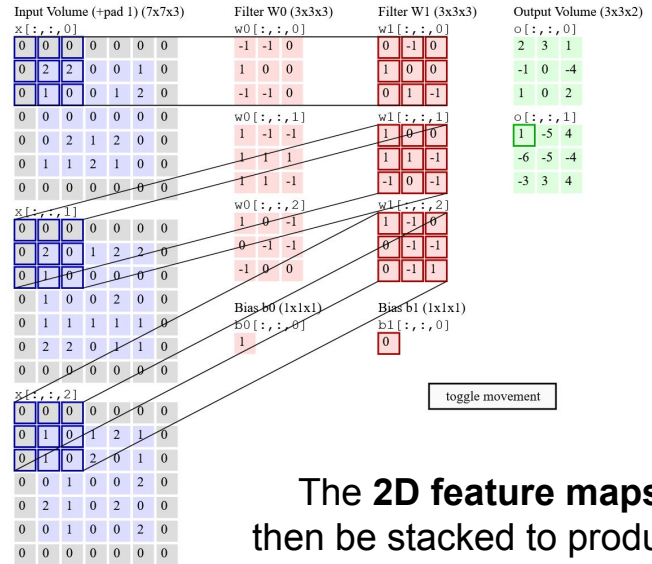 Input Volume (+pad 1) (7x7x3)
x[:,:,0]
0 0 0 0 0 0 0
0 2 2 0 0 1 0
0 1 0 0 1 2 0
0 0 0 0 0 0 0
0 0 2 1 2 0 0
0 1 1 2 1 0 0
0 0 0 0 0 0 0
x[:,:,1]
0 0 0 0 0 0 0
0 2 0 1 2 2 0
0 1 0 0 0 0 0
0 1 0 0 2 0 0
0 1 1 1 1 1 0
0 2 2 0 1 1 0
0 0 0 0 0 0 0
x[:,:,2]
0 0 0 0 0 0 0
0 1 0 1 2 1 0
0 1 0 2 0 1 0
0 0 1 0 0 2 0
0 2 1 0 2 0 0
0 0 1 0 0 2 0
0 0 0 0 0 0 0
Filter W0 (3x3x3)
w0[:,:,0]
-1 -1 0
1 0 0
-1 -1 0
w0[:,:,1]
1 -1 -1
1 1 1
1 1 -1
w0[:,:,2]
1 0 -1
0 -1 -1
-1 0 0
Bias b0 (1x1x1)
b0[:,:,0]
1
Filter W1 (3x3x3)
w1[:,:,0]
0 -1 0
1 0 0
0 1 -1
w1[:,:,1]
1 0 0
1 1 -1
-1 0 -1
w1[:,:,2]
1 -1 0
0 -1 -1
0 -1 1
Bias b1 (1x1x1)
b1[:,:,0]
0
Output Volume (3x3x2)
o[:,:,0]
2 3 1
-1 0 -4
1 0 2
o[:,:,1]
1 -5 4
-6 -5 -4
-3 3 4
toggle movement
The 2D feature maps
then be stacked to produ